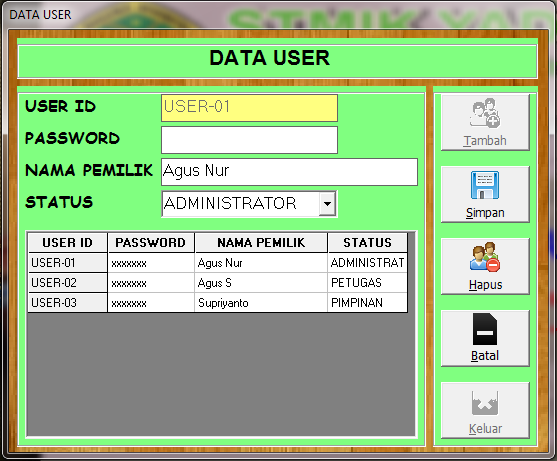 DATA USER
DATA USER
USER ID USER-01
PASSWORD
NAMA PEMILIK Agus Nur
STATUS ADMINISTRATOR
USER ID PASSWORD NAMA PEMILIK STATUS
USER-01 xxxxxxx Agus Nur ADMINISTRAT
USER-02 xxxxxxx Agus S PETUGAS
USER-03 xxxxxxx Supriyanto PIMPINAN
Tambah
Simpan
Hapus
Batal
Keluar